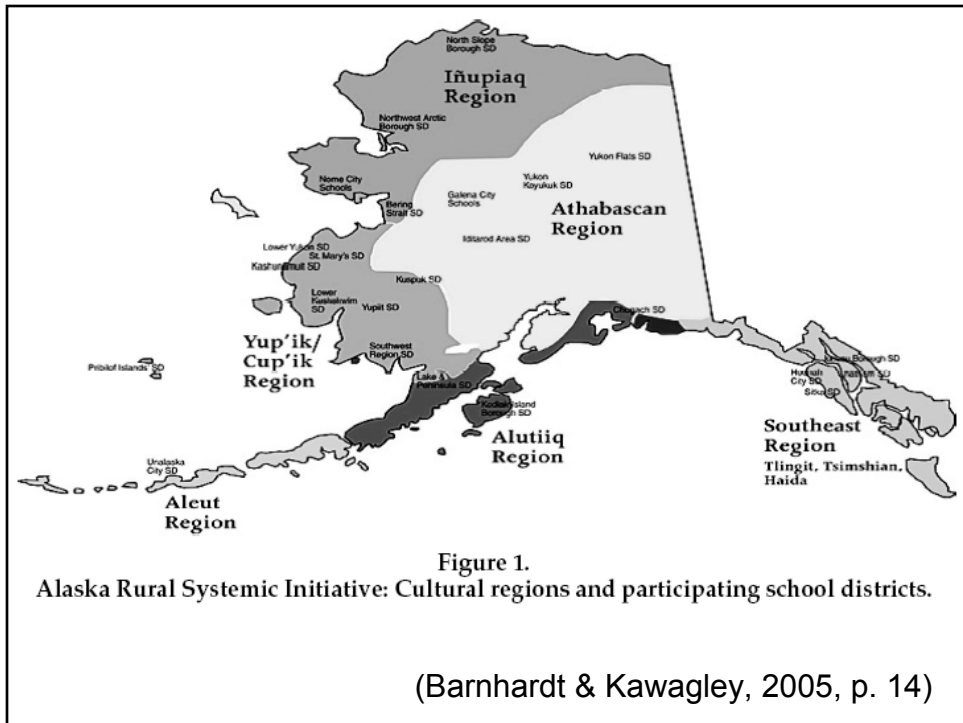 North Slope
Borough SD
Iñupiaq
Region
Northwest Arctic
Borough SD
Nome City
Schools
Bering
Strait SD
Yukon Flats SD
Yukon
Koyukuk SD
Galena City
Schools
Athabascan
Region
Iditarod Area SD
Lower Yukon SD
St. Mary's SD
Kashunamiut SD
Kuspuk SD
Lower
Kuskokwim
SD
Yupiit SD
Yup'ik/
Cup'ik
Region
Southwest
Region SD
Chugach SD
Pribilof Islands SD
Lake &
Peninsula SD
Kodiak Island
Borough SD
Alutiiq
Region
Borough SD
City SD
Sitka SD
Southeast
Region
Tlingit, Tsimshian,
Haida
Unalaska
City SD
Aleut
Region
Figure 1.
Alaska Rural Systemic Initiative: Cultural regions and participating school districts.
(Barnhardt & Kawagley, 2005, p. 14)